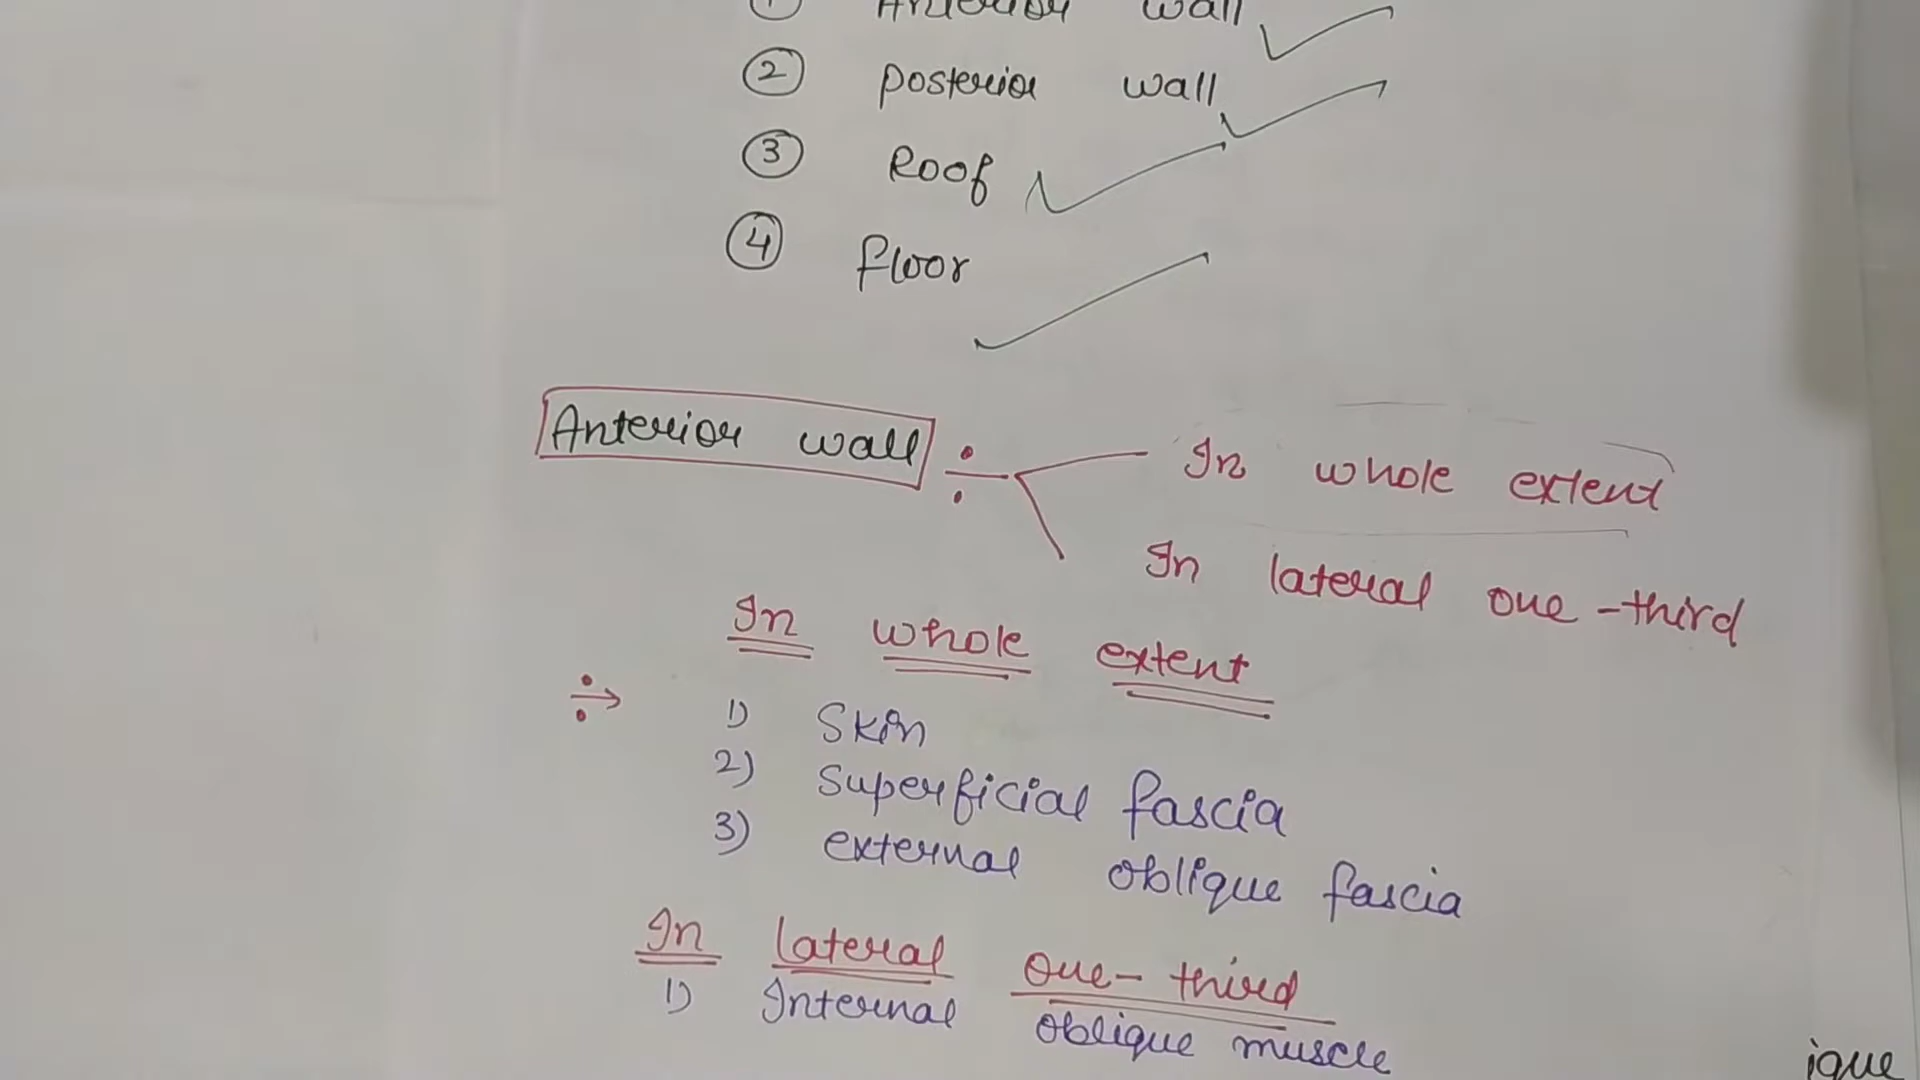 ① Anterior wall
② Posterior wall
③ Roof
④ floor
Anterior wall
In whole extent
In lateral one-third
In whole extent
1) Skin
2) Superficial fascia
3) external oblique fascia
In lateral one-third
1) Internal oblique muscle
ique